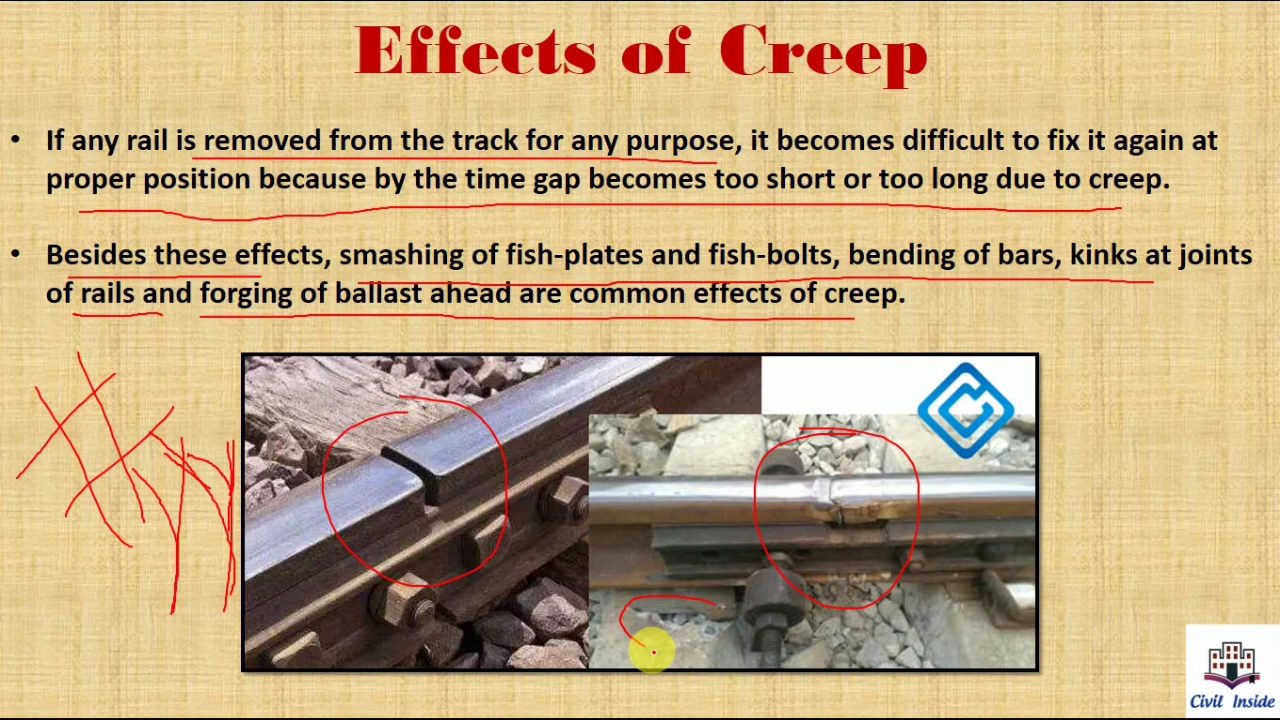 Effects of Creep
• If any rail is removed from the track for any purpose, it becomes difficult to fix it again at
proper position because by the time gap becomes too short or too long due to creep.
• Besides these effects, smashing of fish-plates and fish-bolts, bending of bars, kinks at joints
of rails and forging of ballast ahead are common effects of creep.
Civil Inside